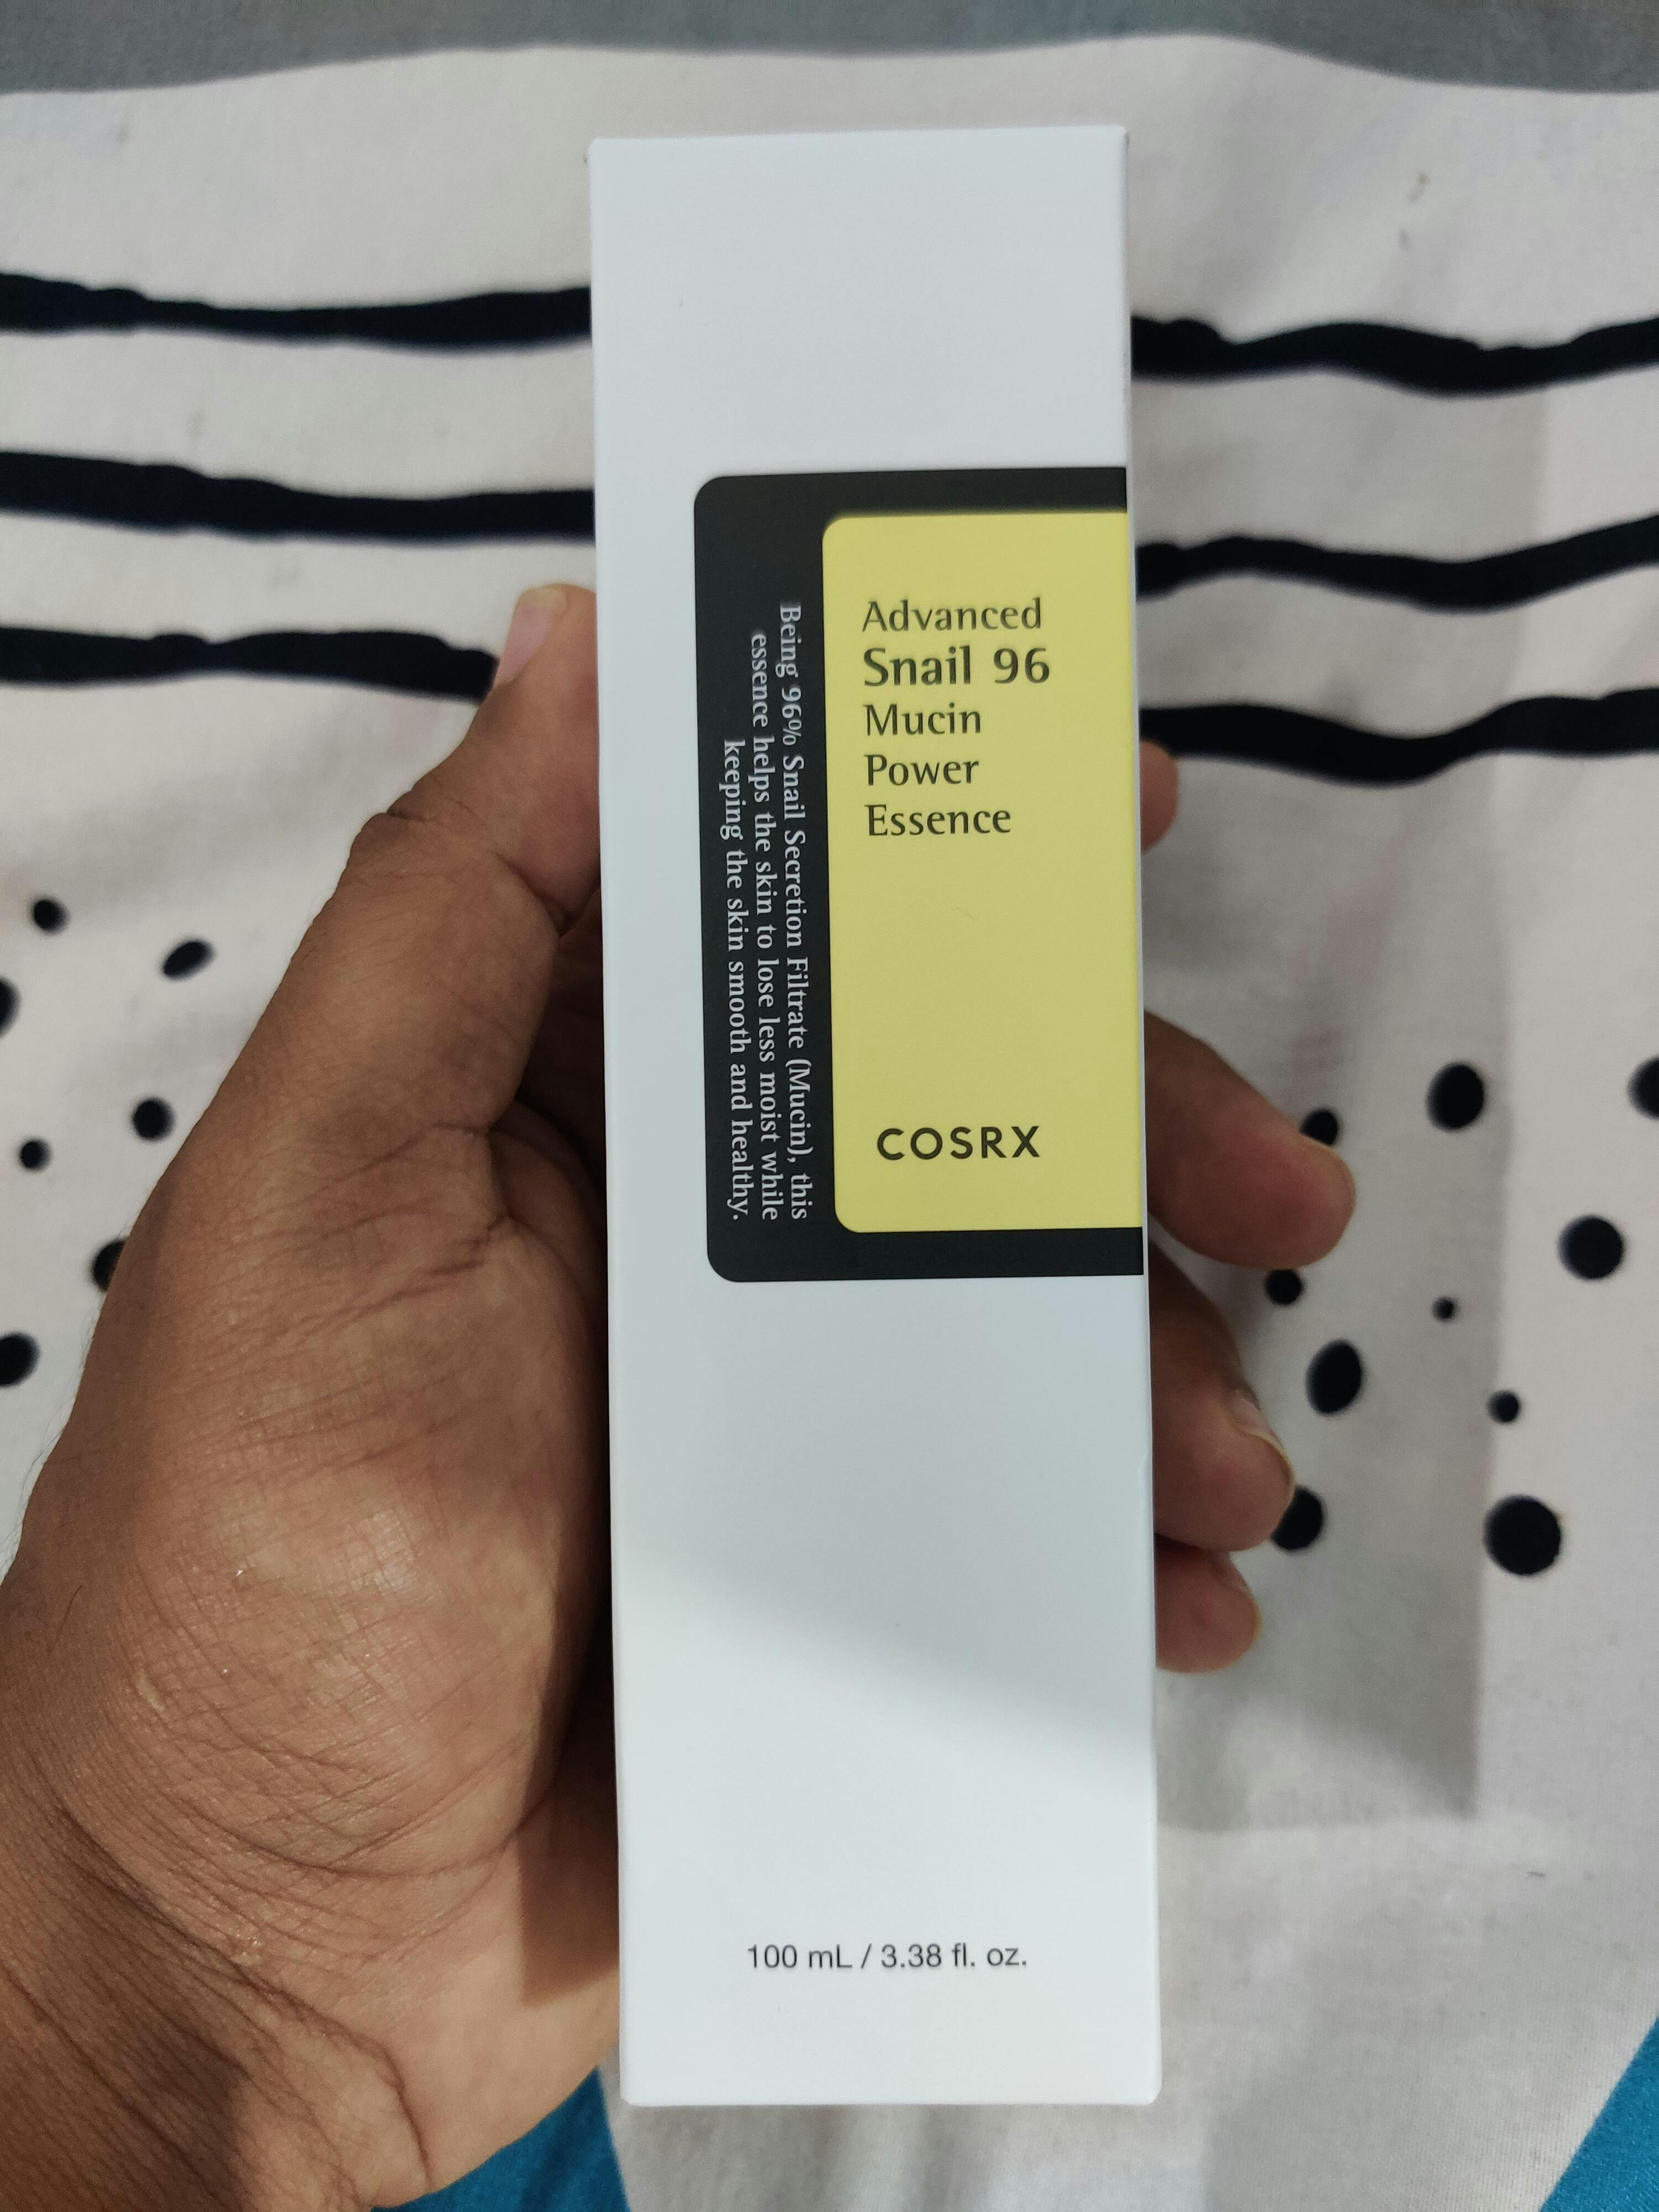 Advanced
Snail 96
Mucin
Power
Essence
COSRX
Being 96% Snail Secretion Filtrate (Mucin), this
essence helps the skin to lose less moist while
keeping the skin smooth and healthy.
100 mL / 3.38 fl. oz.